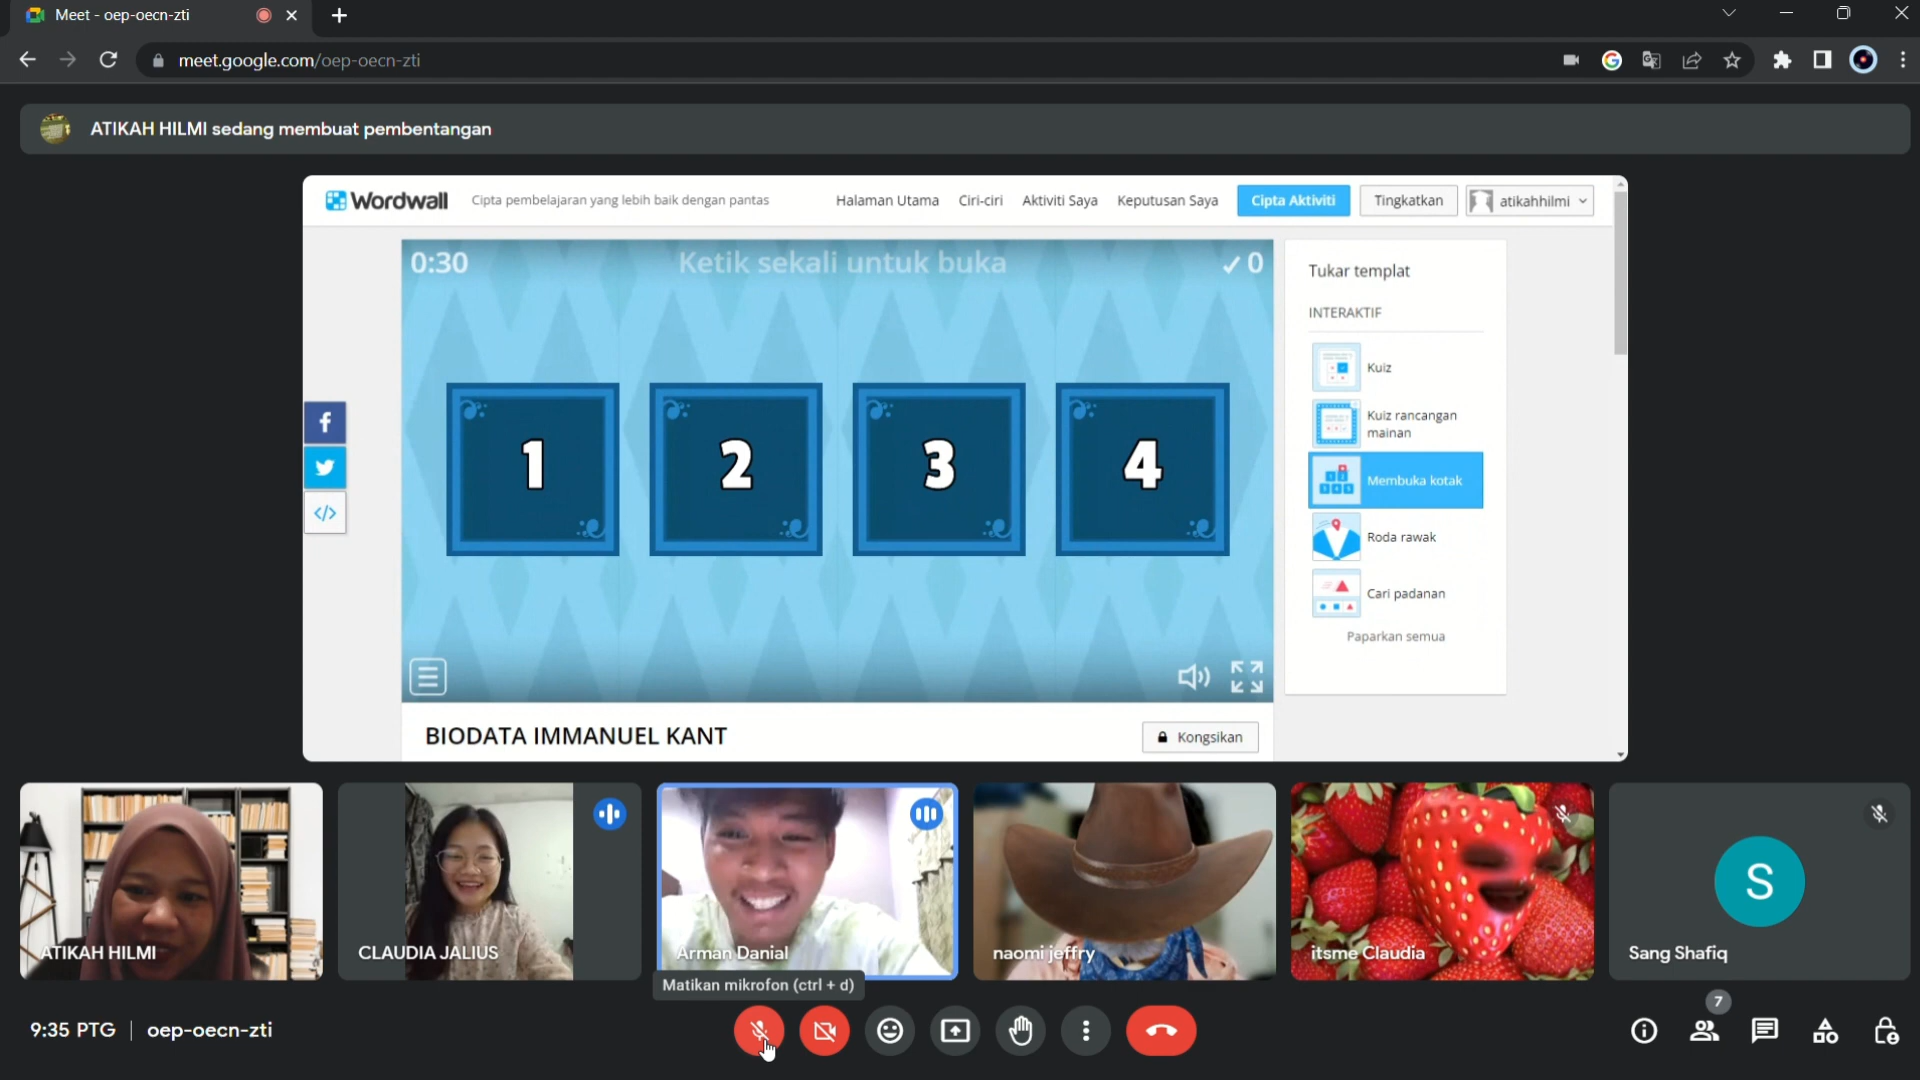 Meet - oep-oecn-zti
meet.google.com/oep-oecn-zti
ATIKAH HILMI sedang membuat pembentangan
Wordwall
Cipta pembelajaran yang lebih baik dengan pantas
Halaman Utama
Ciri-ciri
Aktiviti Saya
Keputusan Saya
Cipta Aktiviti
Tingkatkan
atikahhilmi
0:30
Ketik sekali untuk buka
✓ 0
1
2
3
4
Tukar templat
INTERAKTIF
Kuiz
Kuiz rancangan
mainan
Membuka kotak
Roda rawak
Cari padanan
Paparkan semua
f
</>
BIODATA IMMANUEL KANT
Kongsikan
ATIKAH HILMI
CLAUDIA JALIUS
Arman Danial
naomi jeffry
itsme Claudia
S
Sang Shafiq
Matikan mikrofon (ctrl + d)
9:35 PTG
oep-oecn-zti
7